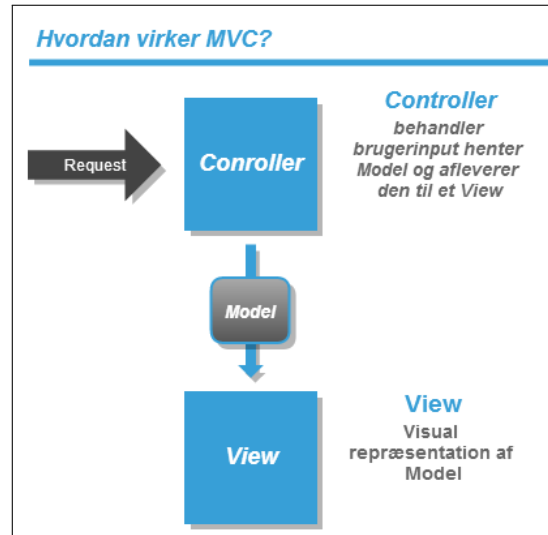 Hvordan virker MVC?
Request
Conroller
Controller
behandler
brugerinput henter
Model og afleverer
den til et View
Model
View
View
Visual
repræsentation af
Model